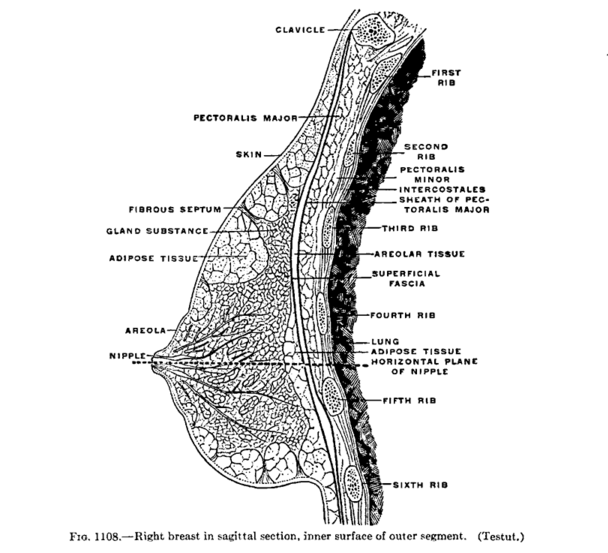 CLAVICLE
FIRST
RIB
PECTORALIS MAJOR
SECOND
RIB
SKIN
PECTORALIS
MINOR
INTERCOSTALES
SHEATH OF PEC-
TORALIS MAJOR
FIBROUS SEPTUM
THIRD RIB
GLAND SUBSTANCE
AREOLAR TISSUE
ADIPOSE TISSUE
SUPERFICIAL
FASCIA
FOURTH RIB
AREOLA
LUNG
ADIPOSE TISSUE
NIPPLE
HORIZONTAL PLANE
OF NIPPLE
FIFTH RIB
SIXTH RIB
FIG. 1108.—Right breast in sagittal section, inner surface of outer segment. (Testut.)